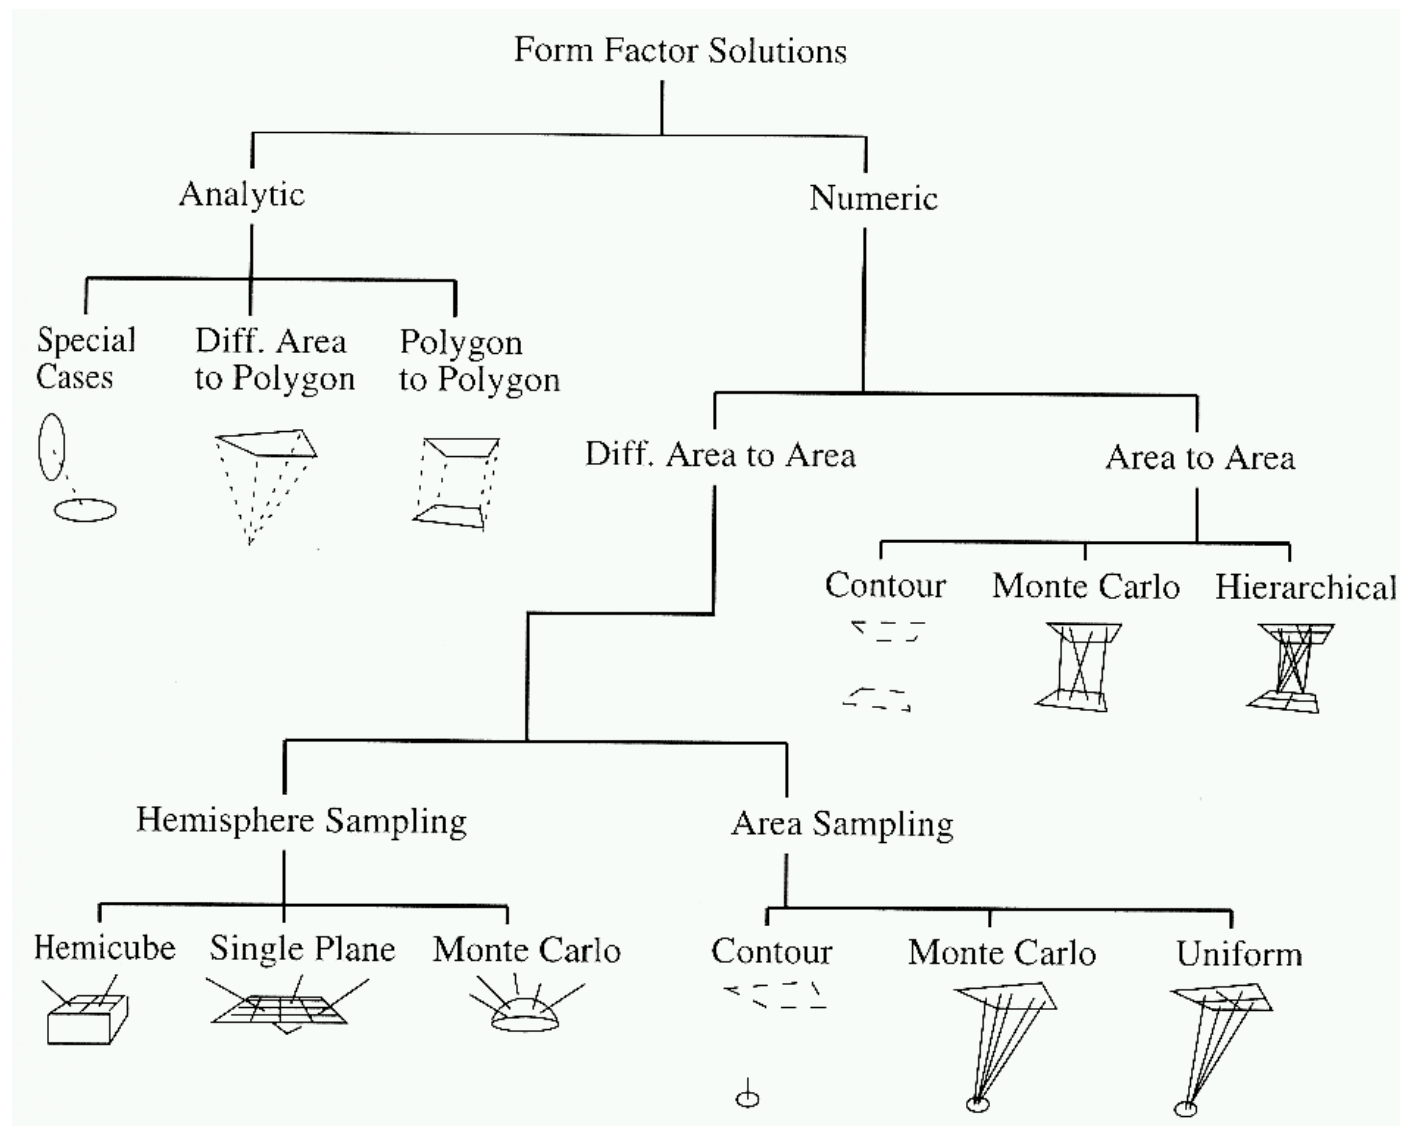 Form Factor Solutions
Analytic
Numeric
Special
Cases
Diff. Area
to Polygon
Polygon
to Polygon
Diff. Area to Area
Area to Area
Contour
Monte Carlo
Hierarchical
Hemisphere Sampling
Area Sampling
Hemicube
Single Plane
Monte Carlo
Contour
Monte Carlo
Uniform